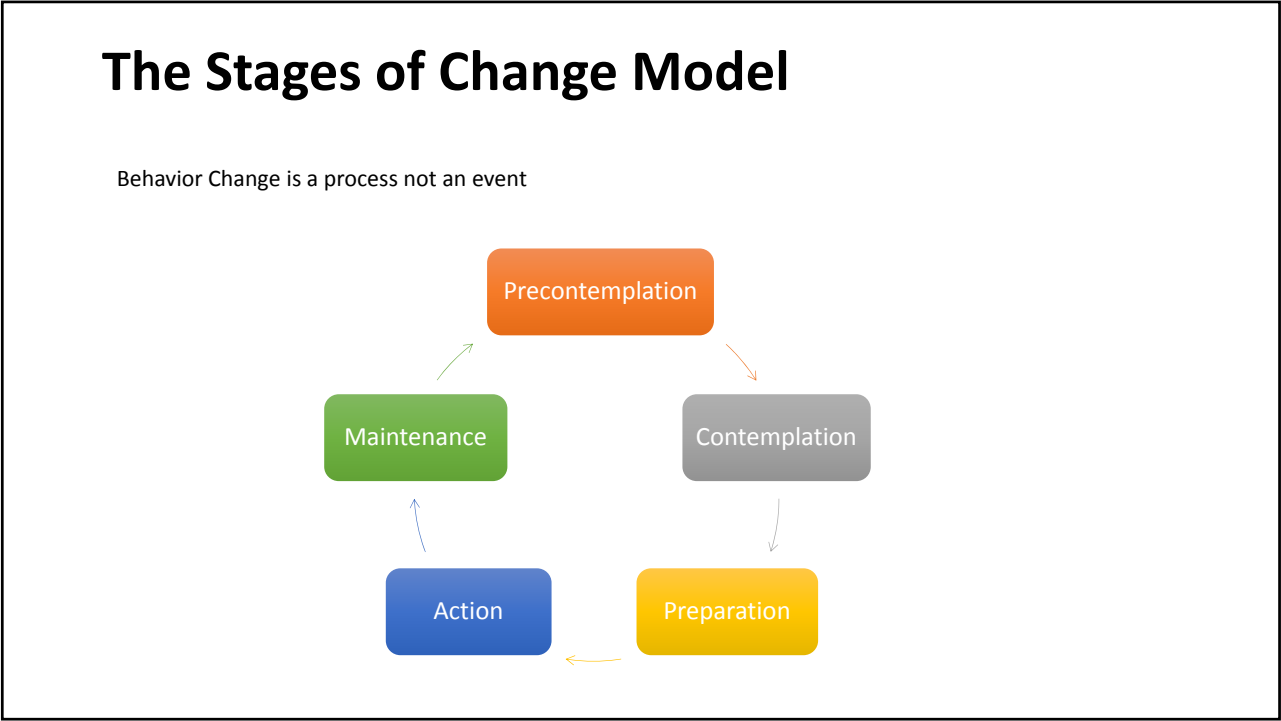 The Stages of Change Model
Behavior Change is a process not an event
Precontemplation
Contemplation
Preparation
Action
Maintenance